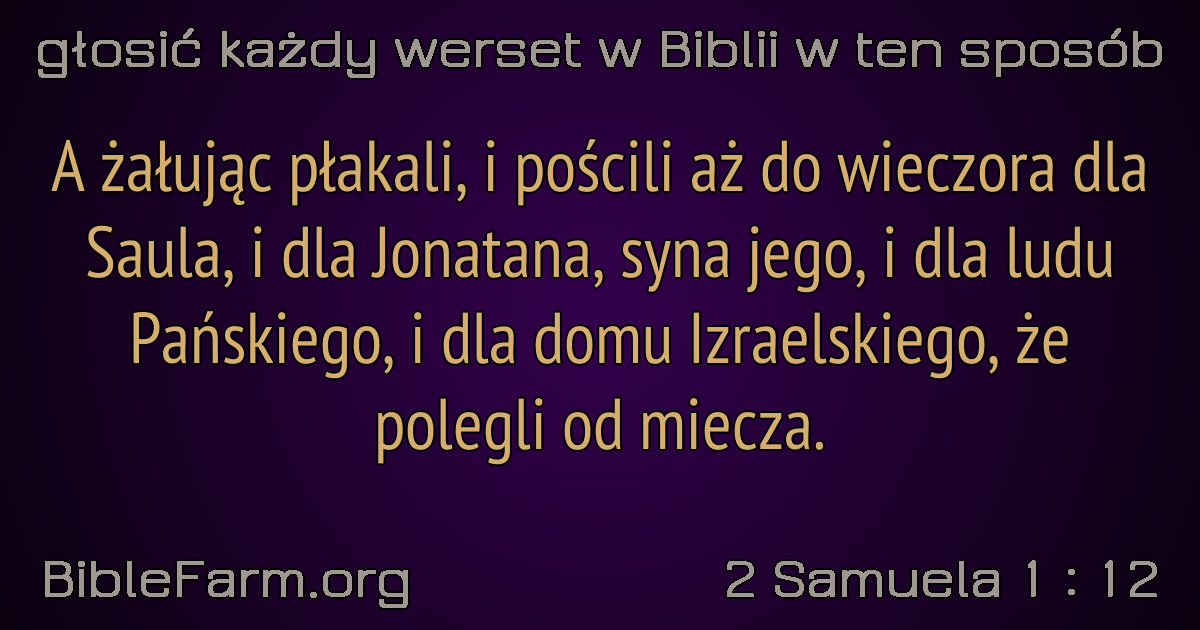 głosić każdy werset w Biblii w ten sposób
A żałując płakali, i pościli aż do wieczora dla
Saula, i dla Jonatana, syna jego, i dla ludu
Pańskiego, i dla domu Izraelskiego, że
polegli od miecza.
BibleFarm.org
2 Samuela 1 : 12